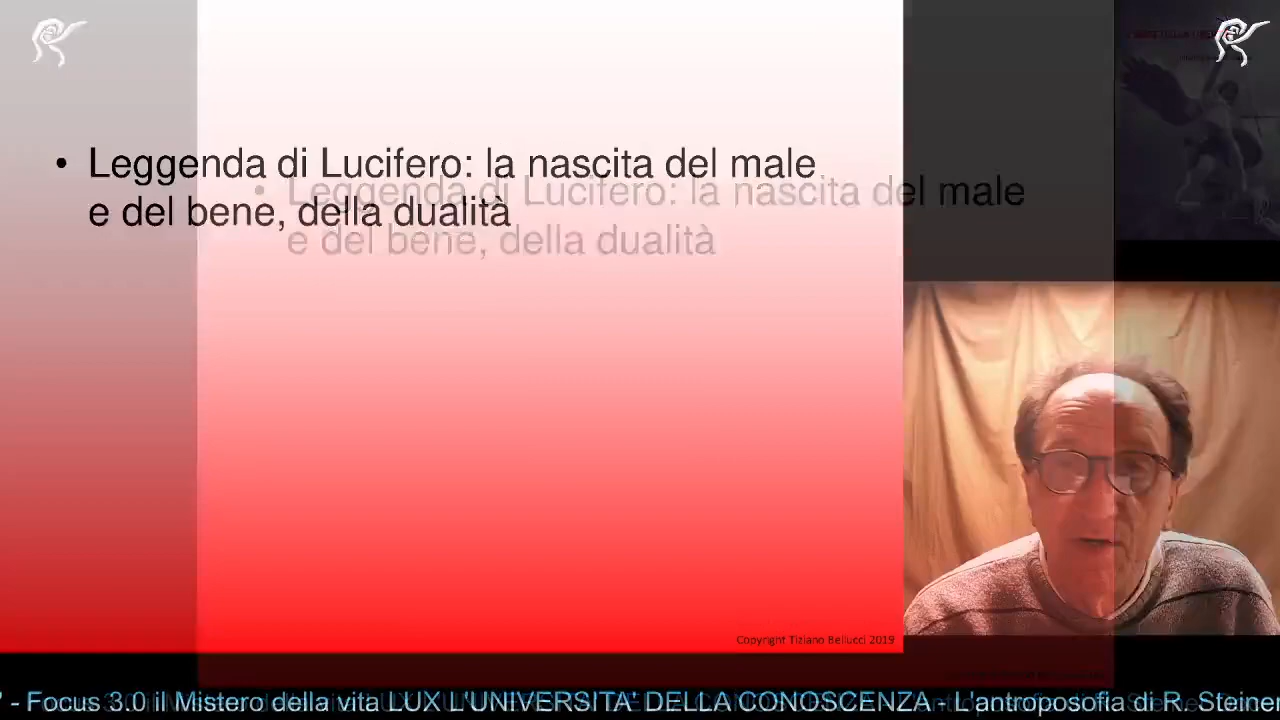 • Leggenda di Lucifero: la nascita del male
e del bene, della dualità
Leggenda di Lucifero: la nascita del male
e del bene, della dualità
Copyright Tiziano Bellucci 2019
' - Focus 3.0 il Mistero della vita LUX L'UNIVERSITA' DELLA CONOSCENZA - L'antroposofia di R. Steiner